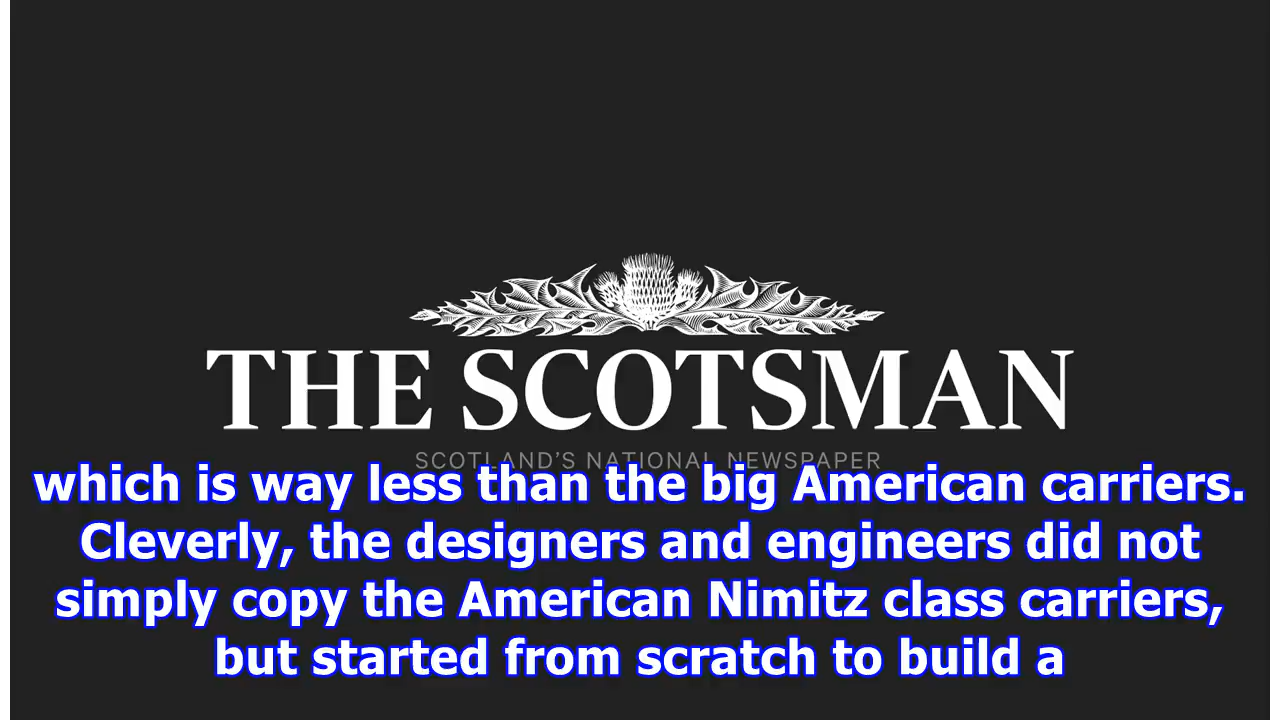 THE SCOTSMAN
SCOTLAND'S NATIONAL NEWSPAPER
which is way less than the big American carriers.
Cleverly, the designers and engineers did not
simply copy the American Nimitz class carriers,
but started from scratch to build a